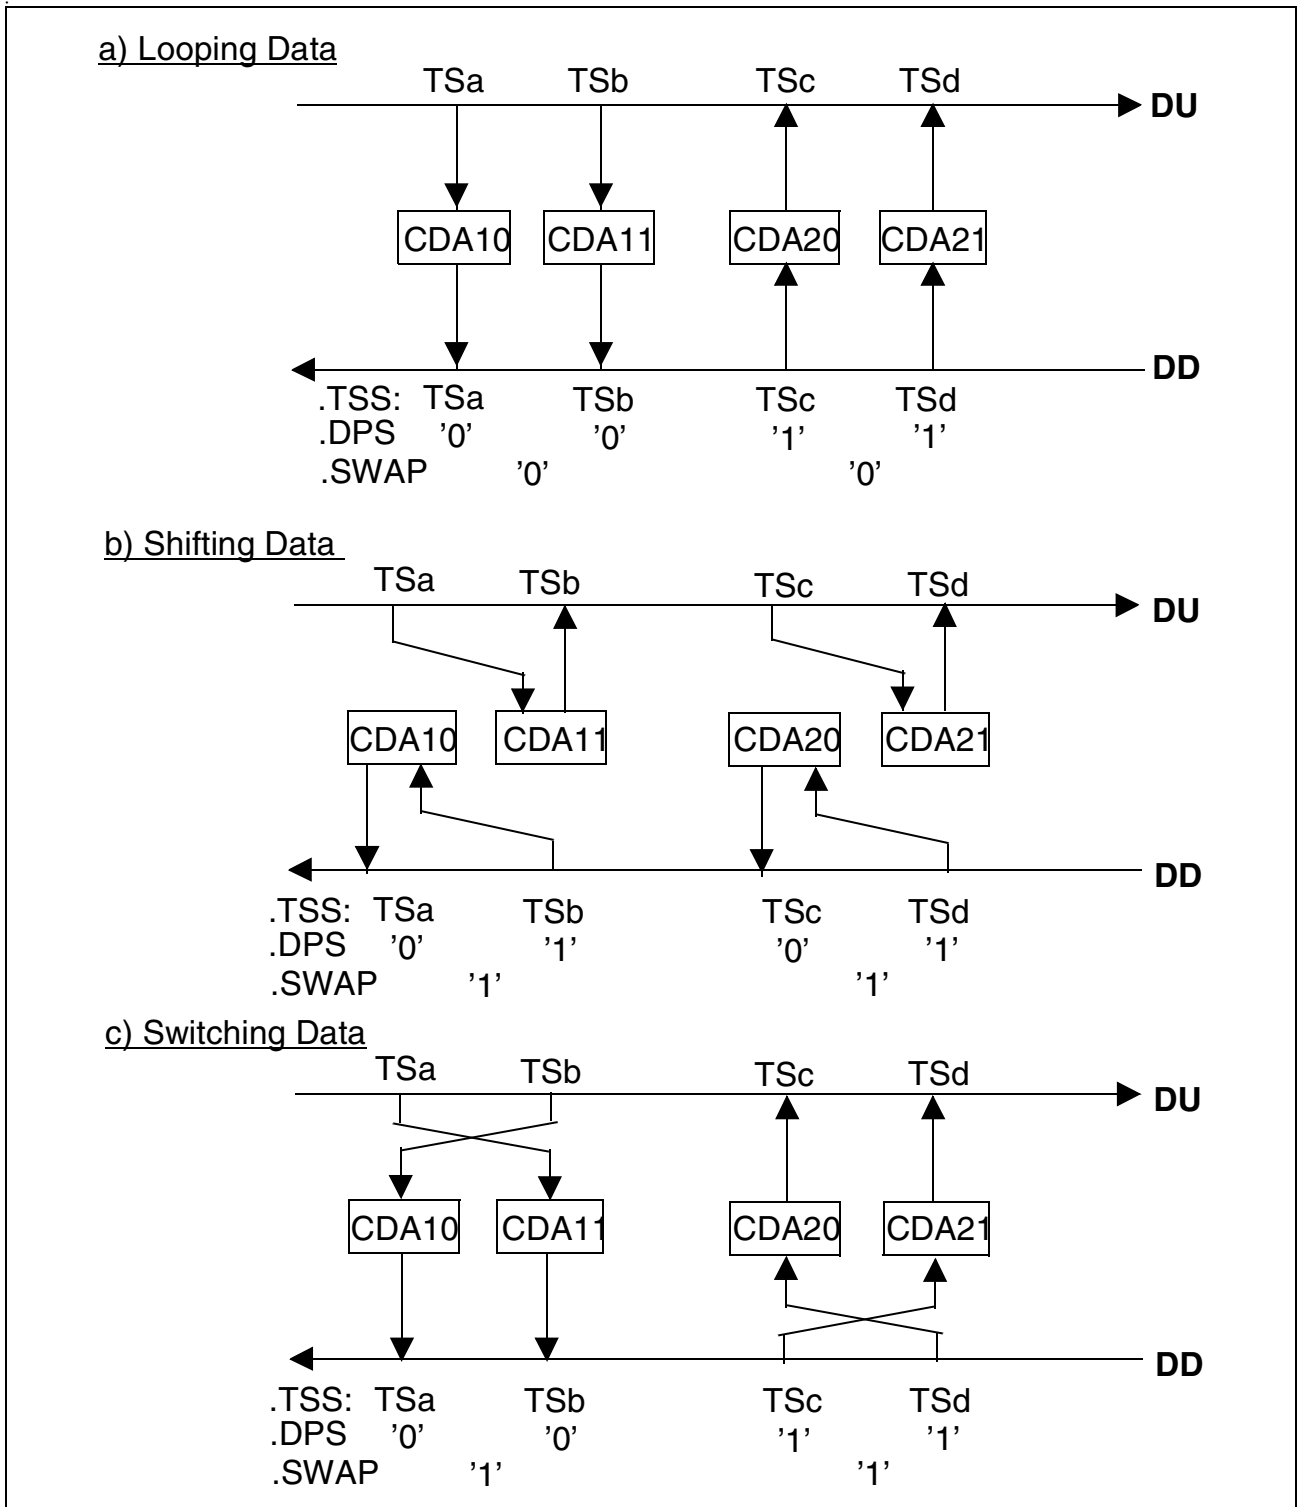 a) Looping Data
TSa TSb TSc TSd
DU
CDA10 CDA11 CDA20 CDA21
DD
.TSS: TSa TSb TSc TSd
.DPS '0' '0' '1' '1'
.SWAP '0' '0'
b) Shifting Data
TSa TSb TSc TSd
DU
CDA10 CDA11 CDA20 CDA21
DD
.TSS: TSa TSb TSc TSd
.DPS '0' '1' '0' '1'
.SWAP '1' '1'
c) Switching Data
TSa TSb TSc TSd
DU
CDA10 CDA11 CDA20 CDA21
DD
.TSS: TSa TSb TSc TSd
.DPS '0' '0' '1' '1'
.SWAP '1' '1'